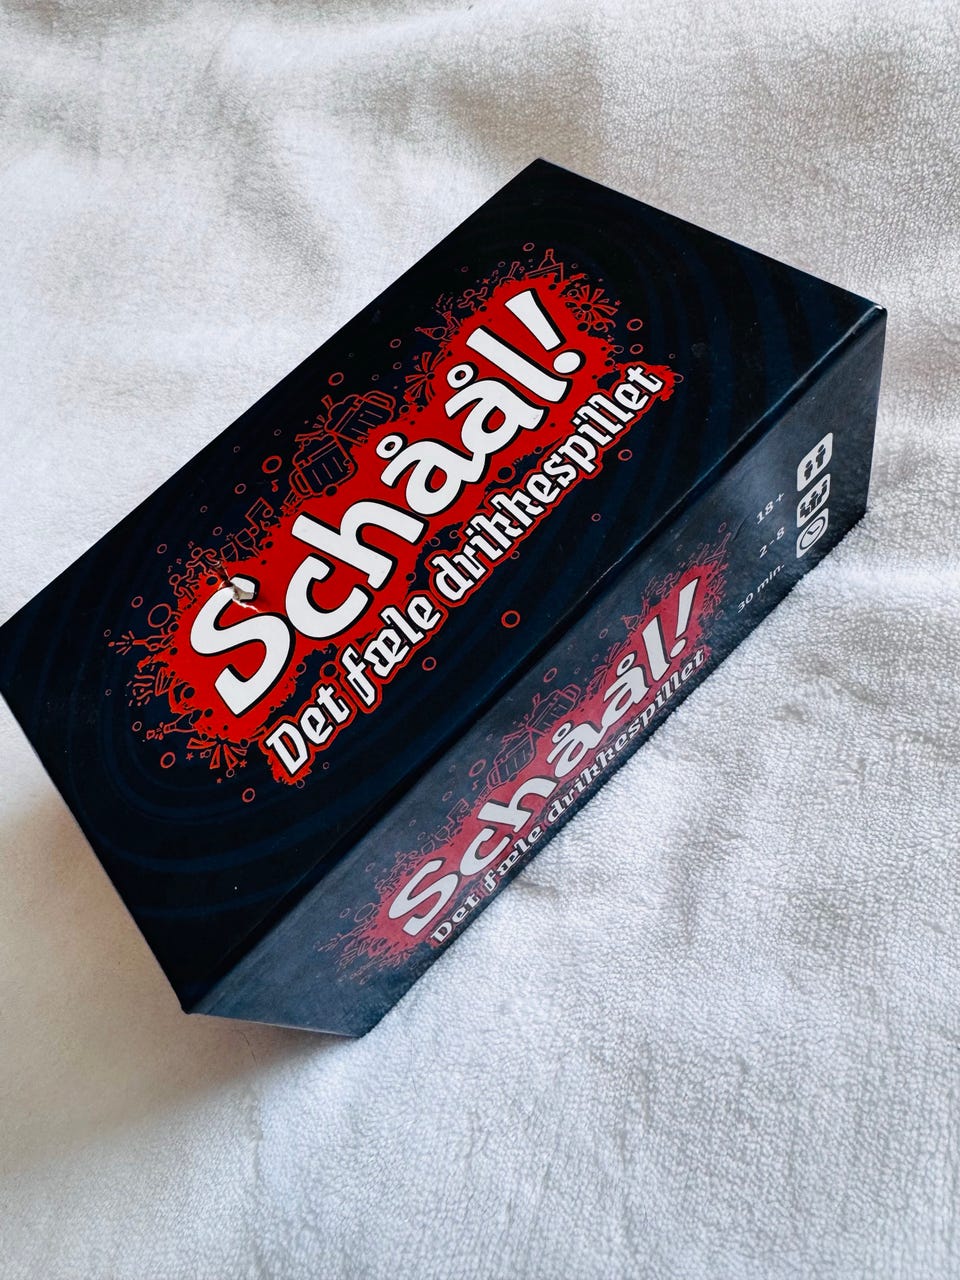 Schåål!
Det fæle drikkespillet
Schåål!
Det fæle drikkespillet
18+
2-8
30 min.